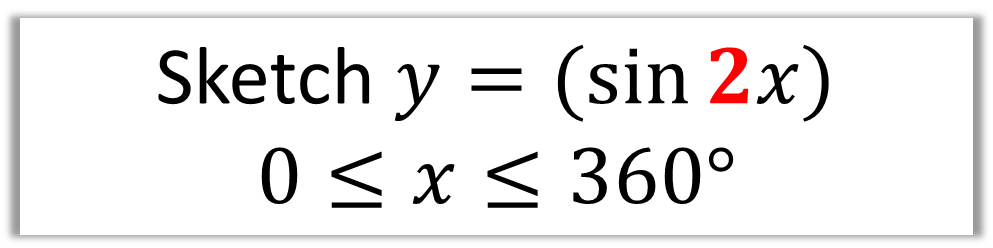 Sketch y = (sin 2x)
0 ≤ x ≤ 360°